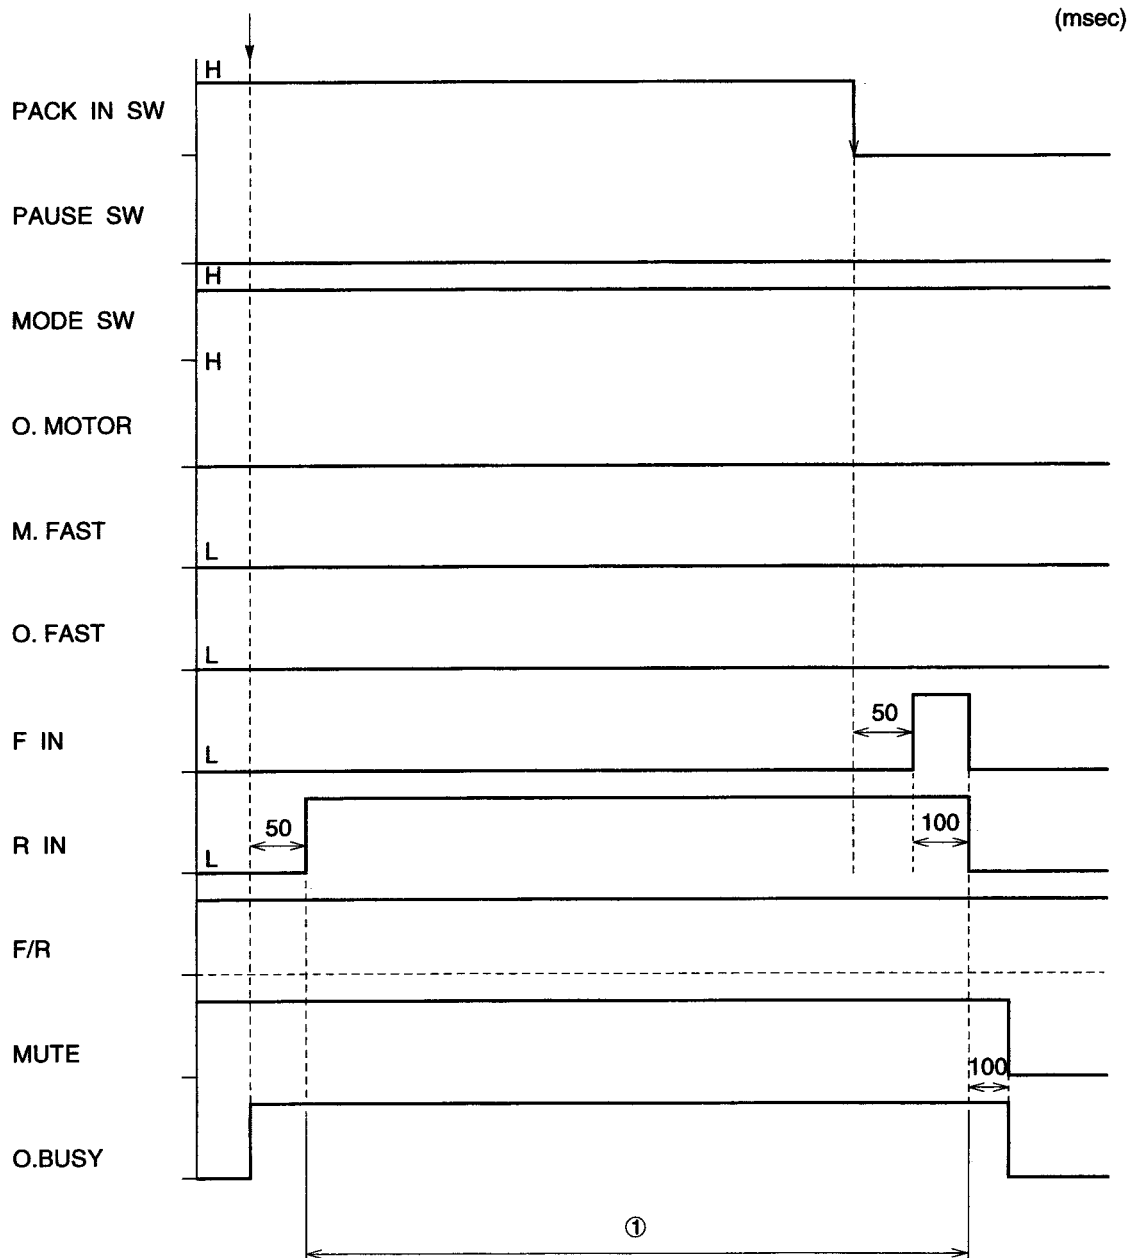 (msec)
H
PACK IN SW
PAUSE SW
H
MODE SW
H
O. MOTOR
M. FAST
L
O. FAST
L
50
F IN
L
50
100
R IN
L
F/R
MUTE
100
O.BUSY
①